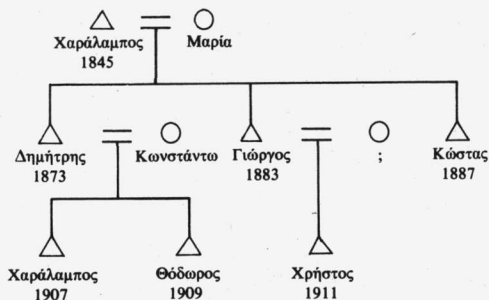 Χαράλαμπος
1845
Μαρία
Δημήτρης
1873
Κωνστάντω
Γιώργος
1883
;
Κώστας
1887
Χαράλαμπος
1907
Θόδωρος
1909
Χρήστος
1911